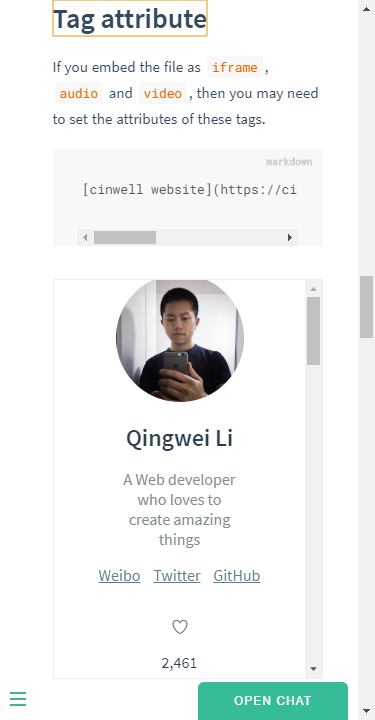 Tag attribute
If you embed the file as iframe ,
audio and video , then you may need
to set the attributes of these tags.
markdown
[cinwell website](https://ci
Qingwei Li
A Web developer
who loves to
create amazing
things
Weibo Twitter GitHub
2,461
OPEN CHAT